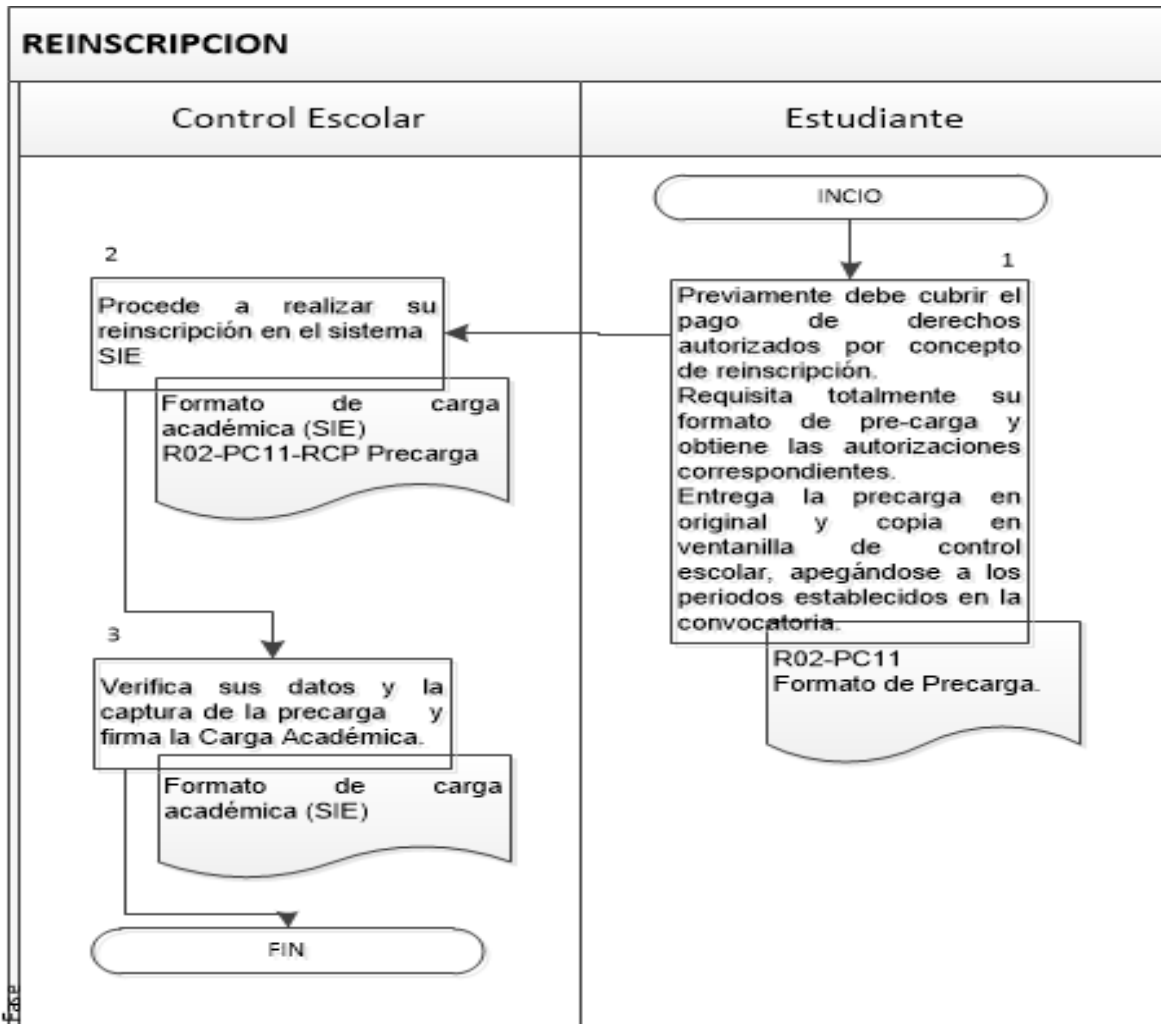 REINSCRIPCION
Control Escolar
Estudiante
INCIO
1
Previamente debe cubrir el
pago de derechos
autorizados por concepto
de reinscripción.
Requisita totalmente su
formato de pre-carga y
obtiene las autorizaciones
correspondientes.
Entrega la precarga en
original y copia en
ventanilla de control
escolar, apegándose a los
periodos establecidos en la
convocatoria.
R02-PC11
Formato de Precarga.
2
Procede a realizar su
reinscripción en el sistema
SIE
Formato de carga
académica (SIE)
R02-PC11-RCP Precarga
3
Verifica sus datos y la
captura de la precarga y
firma la Carga Académica.
Formato de carga
académica (SIE)
FIN
Fase